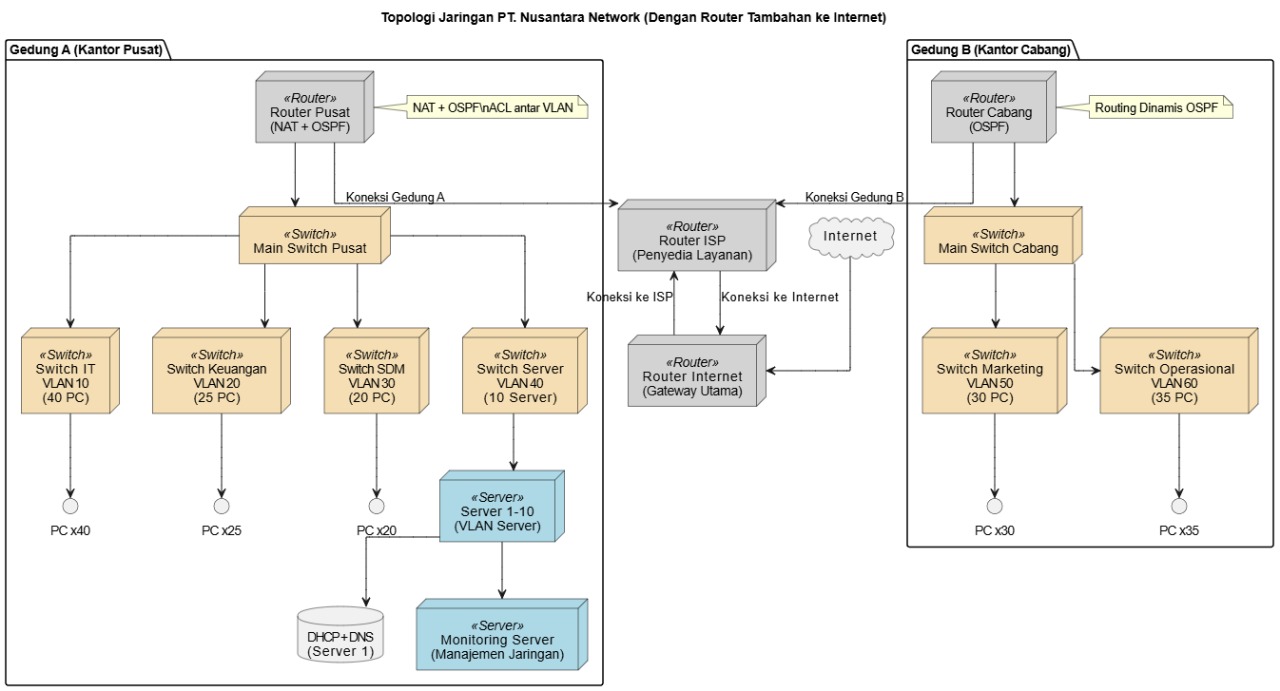 Topologi Jaringan PT. Nusantara Network (Dengan Router Tambahan ke Internet)
Gedung A (Kantor Pusat)
Gedung B (Kantor Cabang)
«Router»
Router Pusat
(NAT + OSPF)
NAT + OSPF\nACL antar VLAN
«Router»
Router Cabang
(OSPF)
Routing Dinamis OSPF
Koneksi Gedung A
Koneksi Gedung B
«Switch»
Main Switch Pusat
«Router»
Router ISP
(Penyedia Layanan)
Internet
«Switch»
Main Switch Cabang
Koneksi ke ISP
Koneksi ke Internet
«Switch»
Switch IT
VLAN 10
(40 PC)
«Switch»
Switch Keuangan
VLAN 20
(25 PC)
«Switch»
Switch SDM
VLAN 30
(20 PC)
«Switch»
Switch Server
VLAN 40
(10 Server)
«Router»
Router Internet
(Gateway Utama)
«Switch»
Switch Marketing
VLAN 50
(30 PC)
«Switch»
Switch Operasional
VLAN 60
(35 PC)
PC x40
PC x25
PC x20
«Server»
Server 1-10
(VLAN Server)
PC x30
PC x35
DHCP+DNS
(Server 1)
«Server»
Monitoring Server
(Manajemen Jaringan)